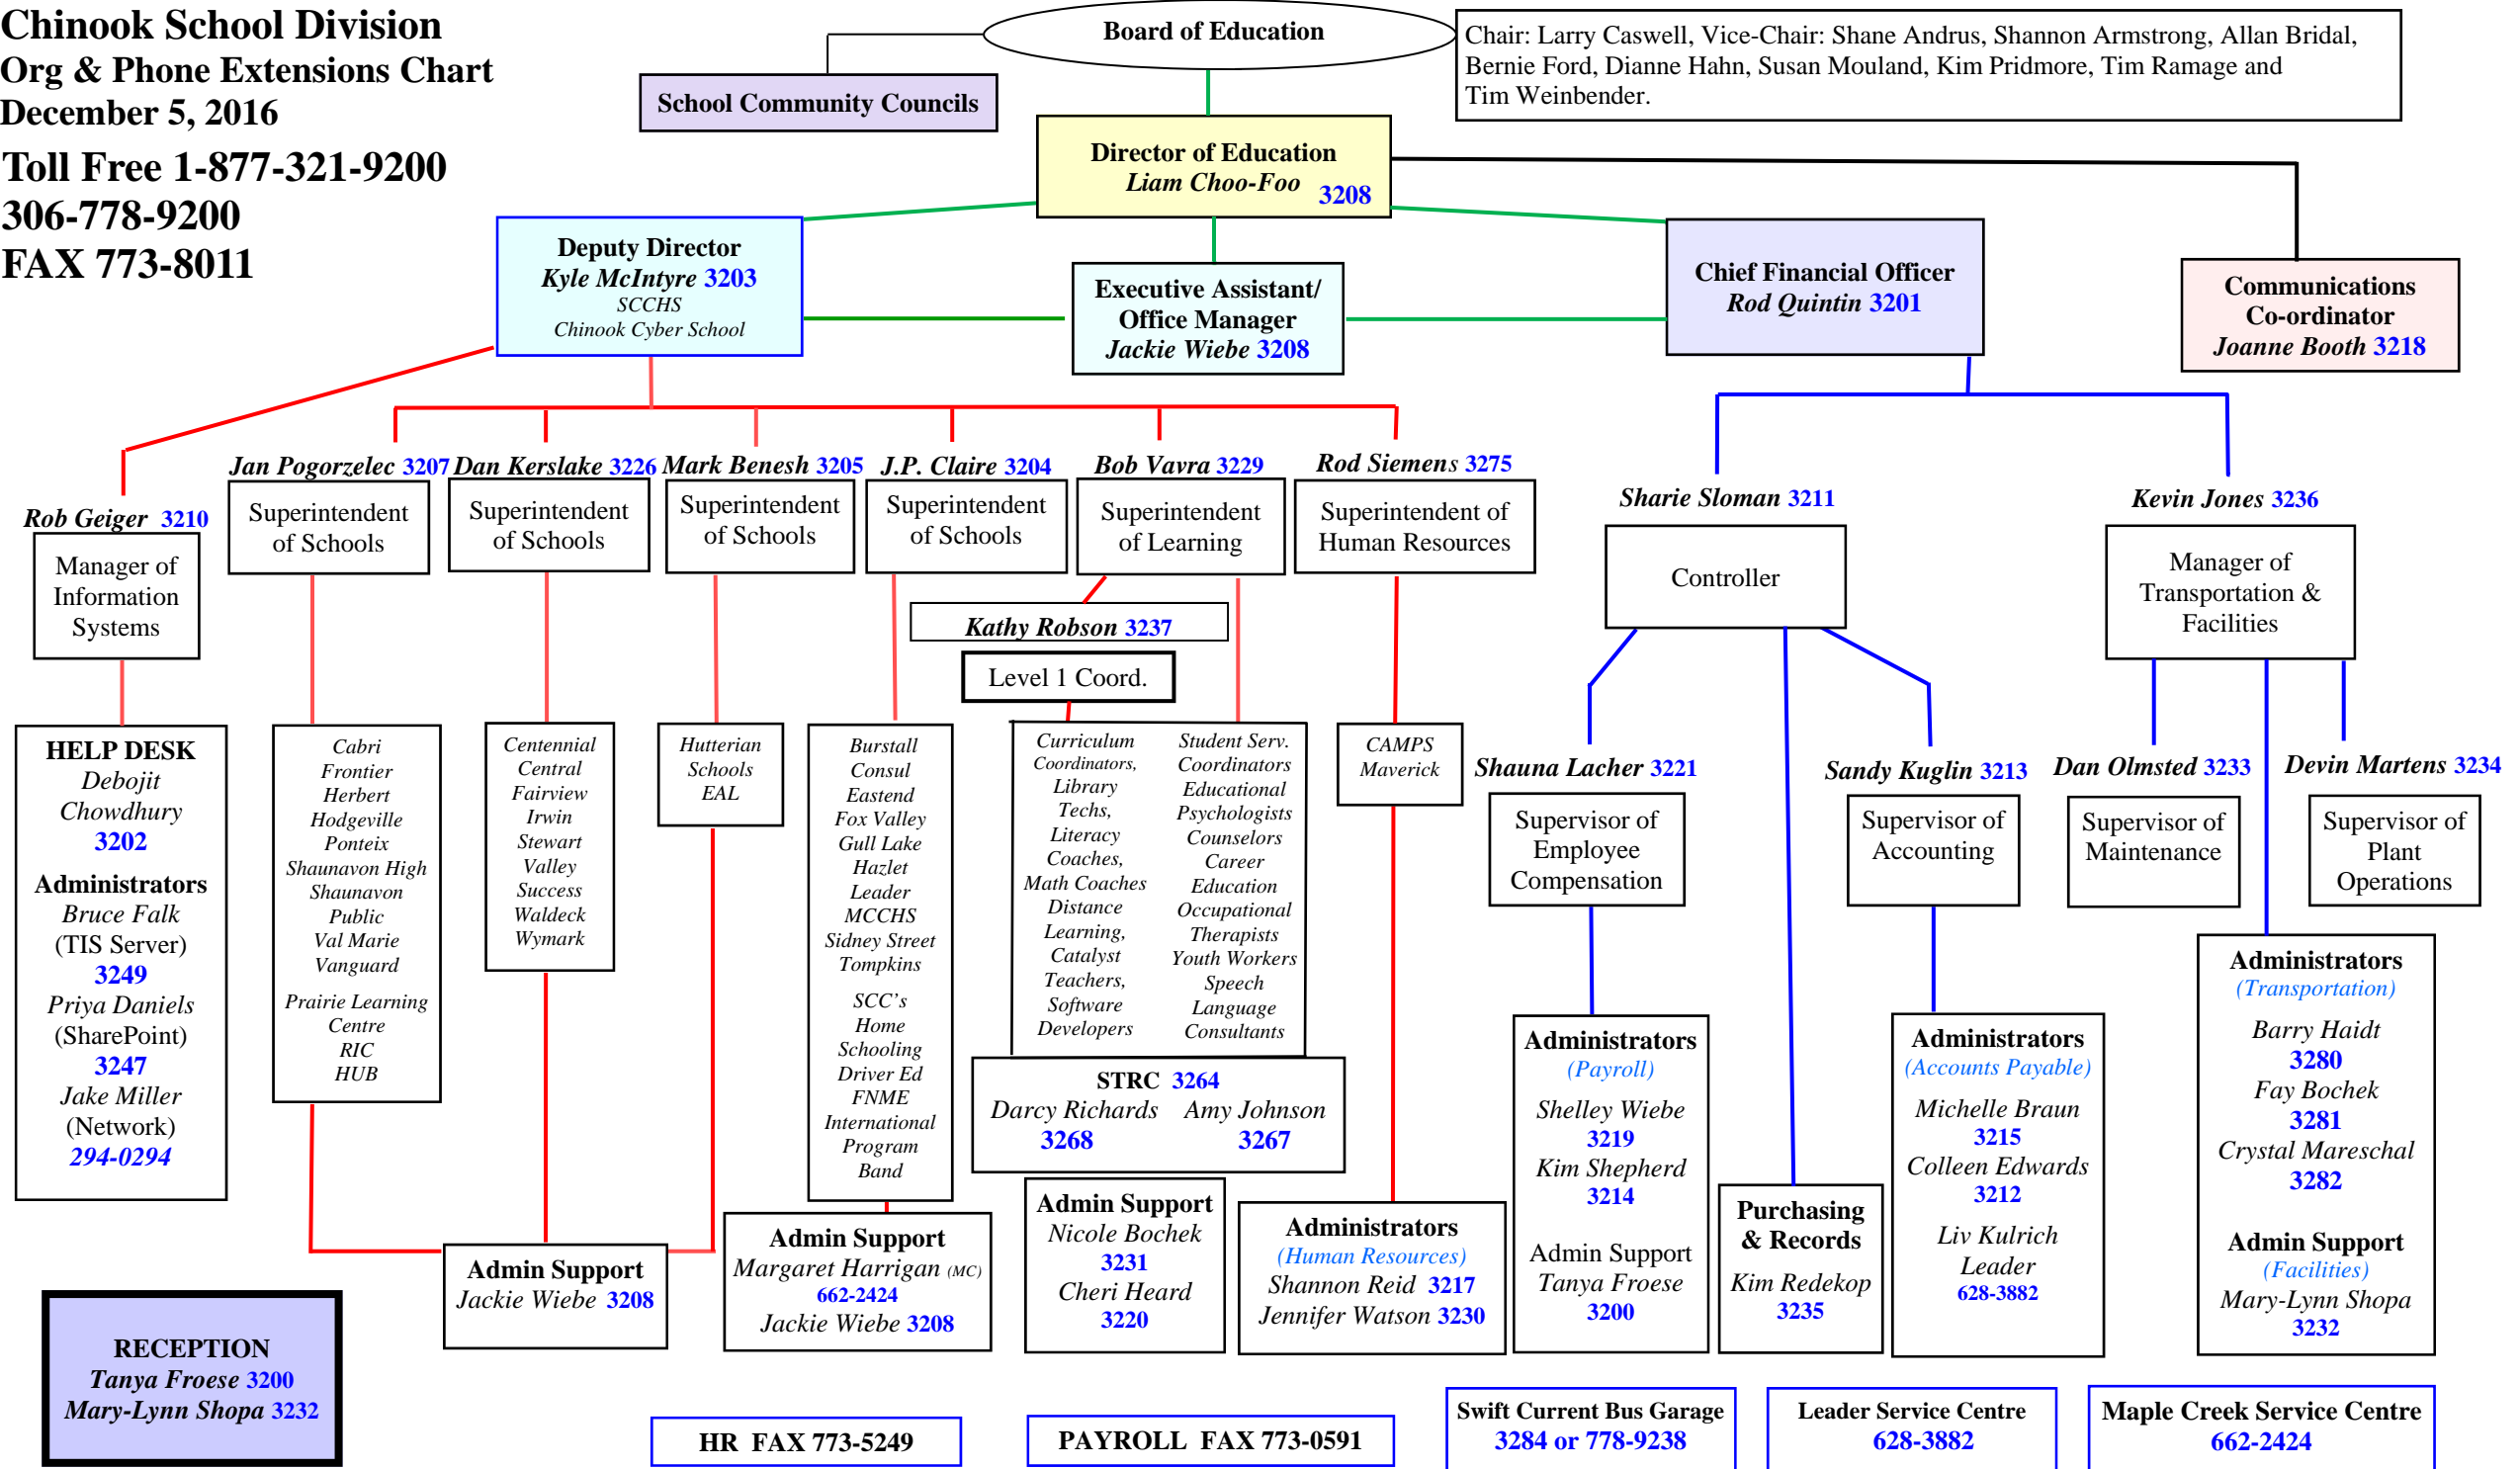 Chinook School Division
Org & Phone Extensions Chart
December 5, 2016
Toll Free 1-877-321-9200
306-778-9200
FAX 773-8011
Board of Education
Chair: Larry Caswell, Vice-Chair: Shane Andrus, Shannon Armstrong, Allan Bridal,
Bernie Ford, Dianne Hahn, Susan Mouland, Kim Pridmore, Tim Ramage and
Tim Weinbender.
School Community Councils
Director of Education
Liam Choo-Foo 3208
Deputy Director
Kyle McIntyre 3203
SCCHS
Chinook Cyber School
Executive Assistant/
Office Manager
Jackie Wiebe 3208
Chief Financial Officer
Rod Quintin 3201
Communications
Co-ordinator
Joanne Booth 3218
Rob Geiger 3210
Manager of
Information
Systems
Jan Pogorzelec 3207
Superintendent
of Schools
Dan Kerslake 3226
Superintendent
of Schools
Mark Benesh 3205
Superintendent
of Schools
J.P. Claire 3204
Superintendent
of Schools
Bob Vavra 3229
Superintendent
of Learning
Rod Siemens 3275
Superintendent of
Human Resources
Sharie Sloman 3211
Controller
Kevin Jones 3236
Manager of
Transportation &
Facilities
Kathy Robson 3237
Level 1 Coord.
HELP DESK
Debojit
Chowdhury
3202
Administrators
Bruce Falk
(TIS Server)
3249
Priya Daniels
(SharePoint)
3247
Jake Miller
(Network)
294-0294
Cabri
Frontier
Herbert
Hodgeville
Ponteix
Shaunavon High
Shaunavon
Public
Val Marie
Vanguard
Prairie Learning
Centre
RIC
HUB
Centennial
Central
Fairview
Irwin
Stewart
Valley
Success
Waldeck
Wymark
Hutterian
Schools
EAL
Burstall
Consul
Eastend
Fox Valley
Gull Lake
Hazlet
Leader
MCCHS
Sidney Street
Tompkins
SCC's
Home
Schooling
Driver Ed
FNME
International
Program
Band
Curriculum
Coordinators,
Library
Techs,
Literacy
Coaches,
Math Coaches
Distance
Learning,
Catalyst
Teachers,
Software
Developers
Student Serv.
Coordinators
Educational
Psychologists
Counselors
Career
Education
Occupational
Therapists
Youth Workers
Speech
Language
Consultants
CAMPS
Maverick
Shauna Lacher 3221
Supervisor of
Employee
Compensation
Sandy Kuglin 3213
Supervisor of
Accounting
Dan Olmsted 3233
Supervisor of
Maintenance
Devin Martens 3234
Supervisor of
Plant
Operations
STRC 3264
Darcy Richards Amy Johnson
3268 3267
Admin Support
Jackie Wiebe 3208
Admin Support
Margaret Harrigan (MC)
662-2424
Jackie Wiebe 3208
Admin Support
Nicole Bochek
3231
Cheri Heard
3220
Administrators
(Human Resources)
Shannon Reid 3217
Jennifer Watson 3230
Administrators
(Payroll)
Shelley Wiebe
3219
Kim Shepherd
3214
Admin Support
Tanya Froese
3200
Purchasing
& Records
Kim Redekop
3235
Administrators
(Accounts Payable)
Michelle Braun
3215
Colleen Edwards
3212
Liv Kulrich
Leader
628-3882
Administrators
(Transportation)
Barry Haidt
3280
Fay Bochek
3281
Crystal Mareschal
3282
Admin Support
(Facilities)
Mary-Lynn Shopa
3232
RECEPTION
Tanya Froese 3200
Mary-Lynn Shopa 3232
HR FAX 773-5249
PAYROLL FAX 773-0591
Swift Current Bus Garage
3284 or 778-9238
Leader Service Centre
628-3882
Maple Creek Service Centre
662-2424